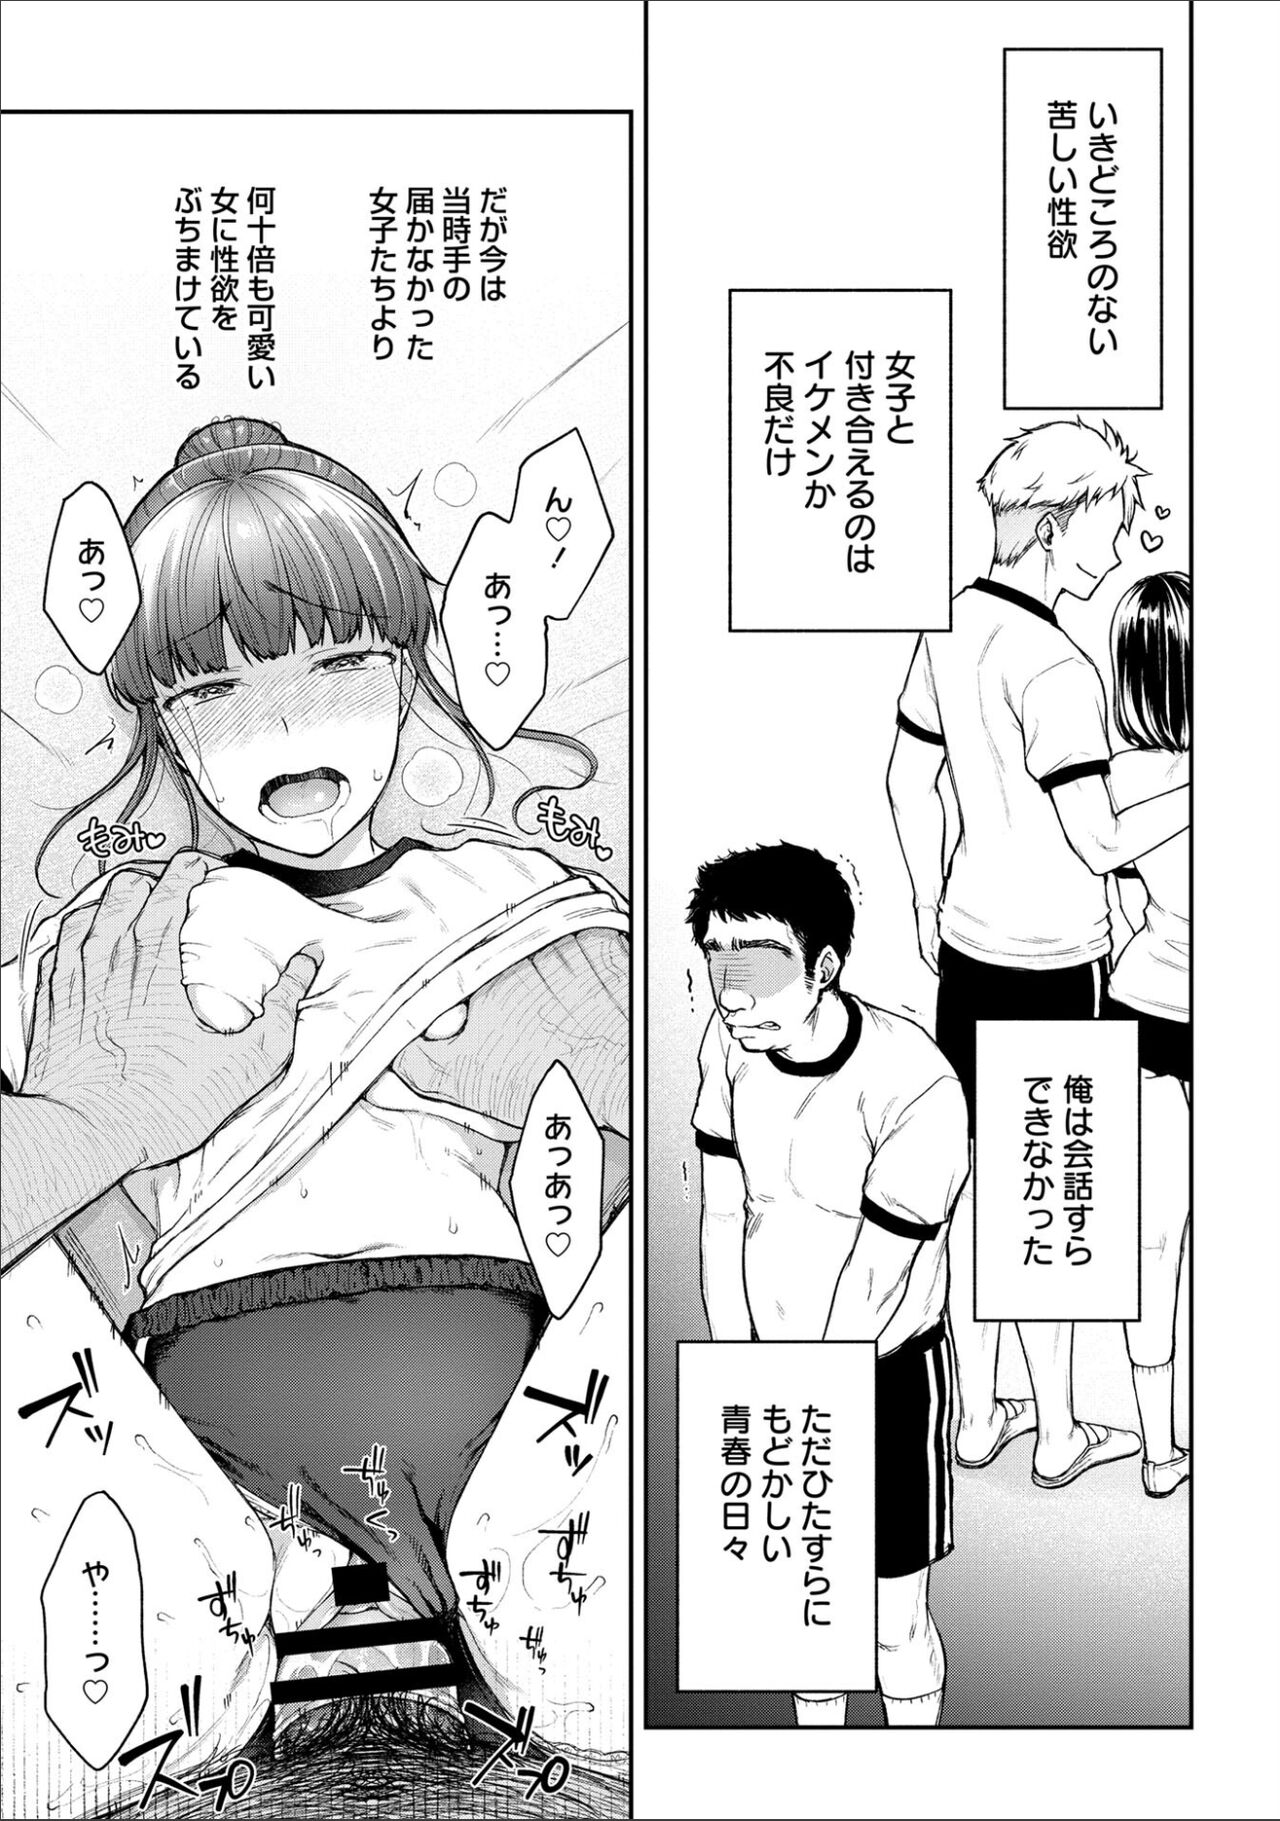 いきどころのない
苦しい性欲
女子と
付き合えるのは
イケメンか
不良だけ
俺は会話すら
できなかった
ただひたすらに
もどかしい
青春の日々
だが今は
当時手の
届かなかった
女子たちより
何十倍も可愛い
女に性欲を
ぶちまけている
ん♡!
あっ……♡
あっ♡
もみ♡
もみ♡
あっあっ♡
ズッ
ズッ
ぐっ
ずちゅ
ずちゅ
ずちゅ
や……っ♡